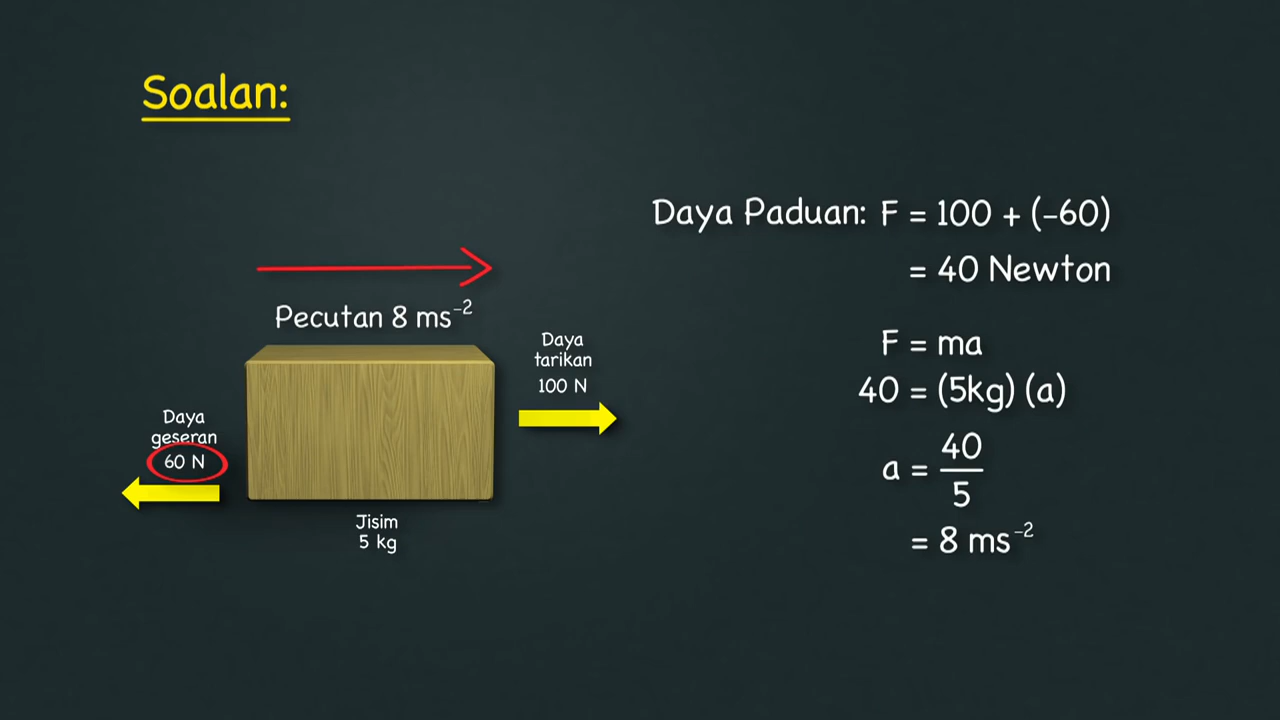 Soalan:
Pecutan 8 ms⁻²
Daya
tarikan
100 N
Daya
geseran
60 N
Jisim
5 kg
Daya Paduan: F = 100 + (-60)
= 40 Newton
F = ma
40 = (5kg) (a)
a = 40/5
= 8 ms⁻²